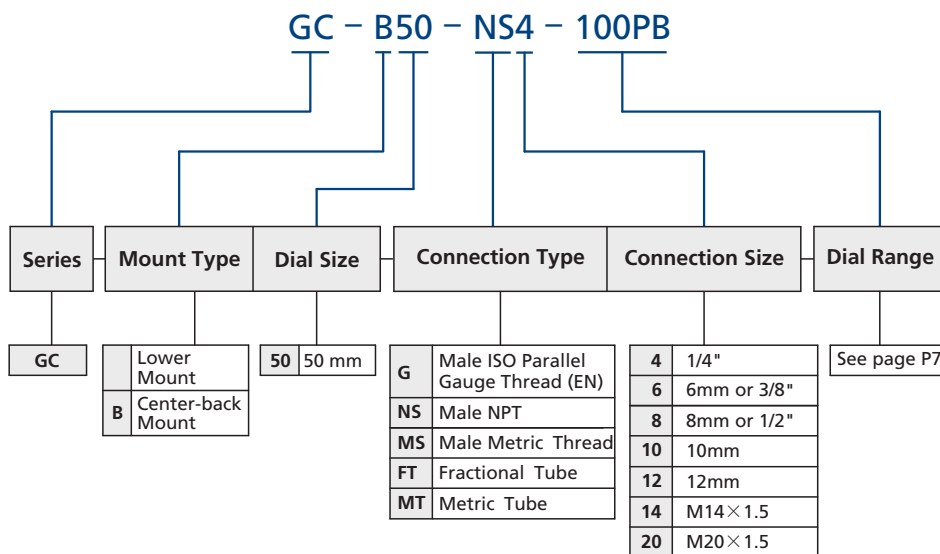 GC – B50 – NS4 – 100PB
Series
Mount Type
Dial Size
Connection Type
Connection Size
Dial Range
GC
Lower
Mount
B Center-back
Mount
50 50 mm
G Male ISO Parallel
Gauge Thread (EN)
NS Male NPT
MS Male Metric Thread
FT Fractional Tube
MT Metric Tube
4 1/4"
6 6mm or 3/8"
8 8mm or 1/2"
10 10mm
12 12mm
14 M14×1.5
20 M20×1.5
See page P7